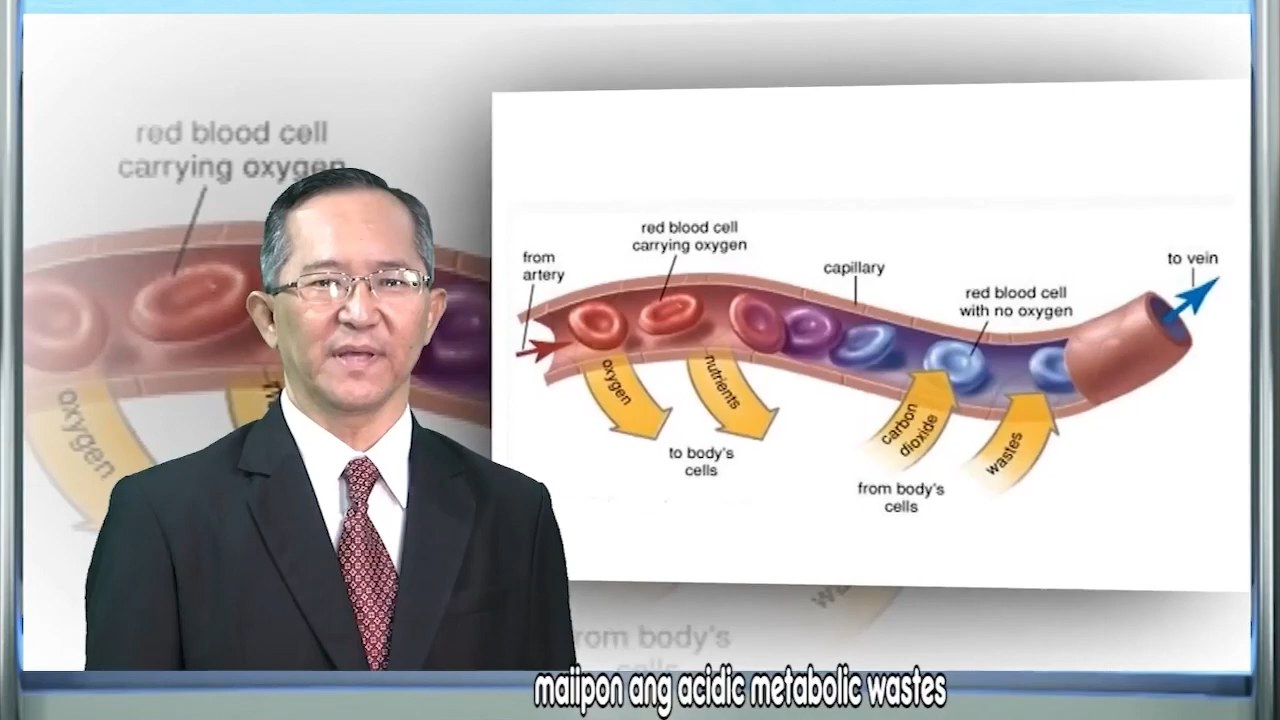 red blood cell
carrying oxygen
oxygen
from body's
cells
from
artery
red blood cell
carrying oxygen
capillary
red blood cell
with no oxygen
to vein
oxygen
nutrients
to body's
cells
carbon
dioxide
wastes
from body's
cells
maiipon ang acidic metabolic wastes